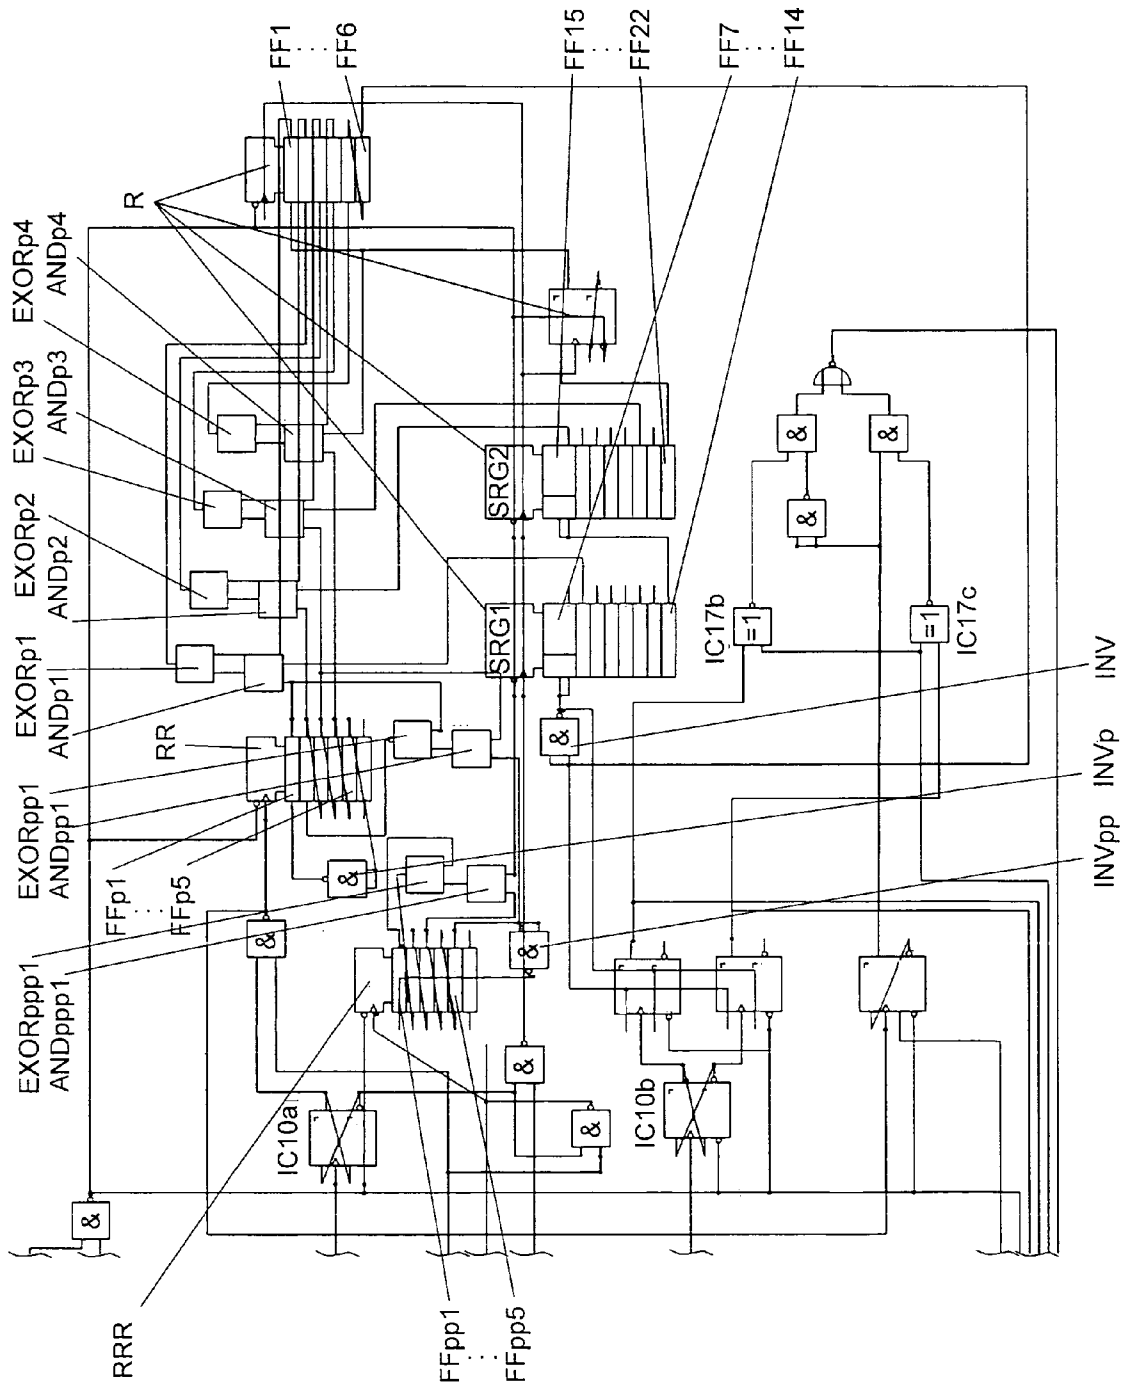 EXORp4
ANDp4
EXORp3
ANDp3
EXORp2
ANDp2
EXORp1
ANDp1
RR
EXORpp1
ANDpp1
FFp1
.....
FFp5
EXORppp1
ANDppp1
RRR
R
FF1
.....
FF6
FF15
.....
FF22
FF7
.....
FF14
SRG2
SRG1
&
&
&
&
&
&
&
&
&
&
&
=1
=1
IC17b
IC17c
IC10a
IC10b
INV
INVp
INVpp
FFpp1
.....
FFpp5